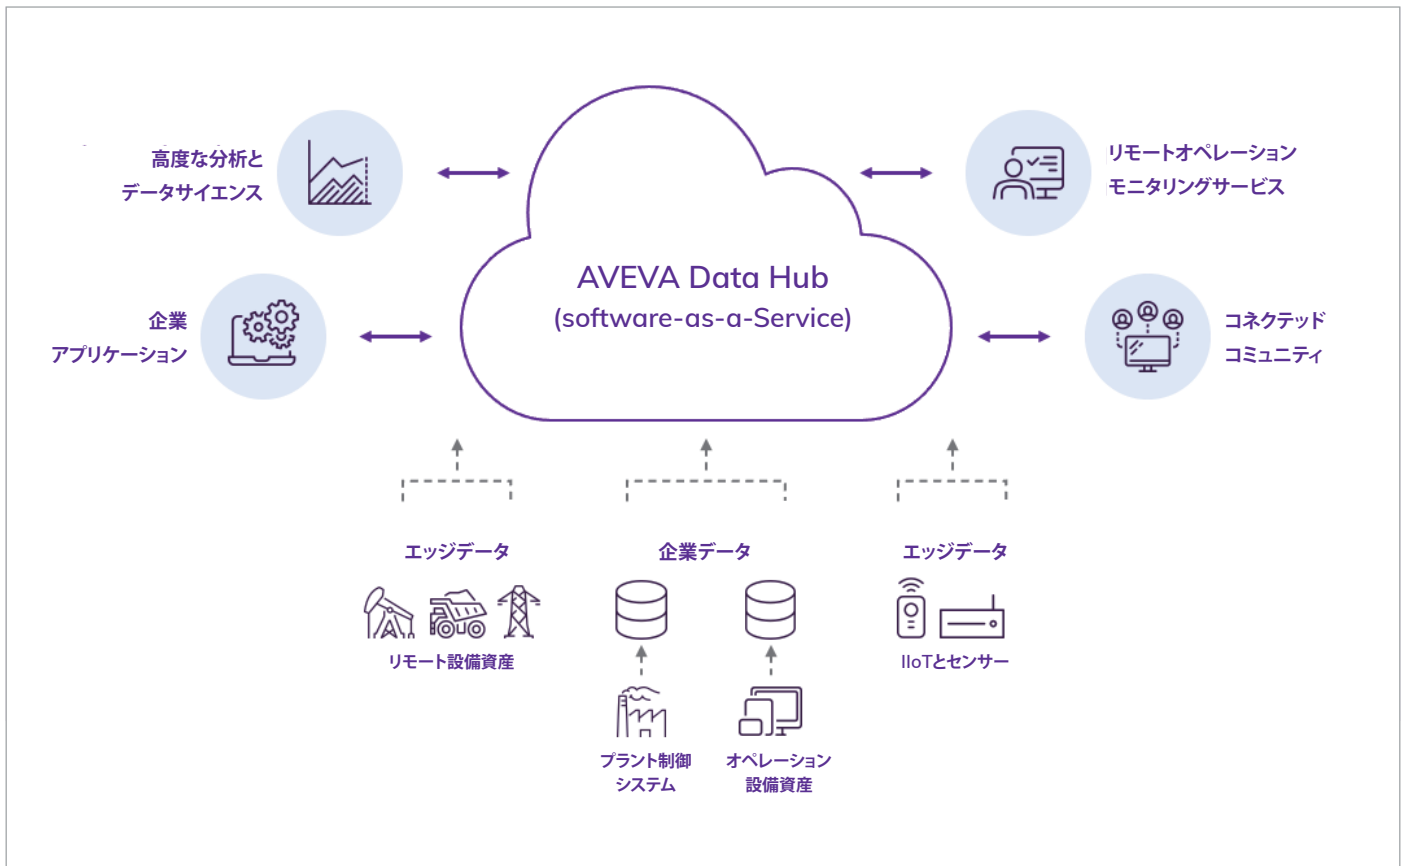 高度な分析と
データサイエンス
リモートオペレーション
モニタリングサービス
AVEVA Data Hub
(software-as-a-Service)
企業
アプリケーション
コネクテッド
コミュニティ
エッジデータ
企業データ
エッジデータ
リモート設備資産
IIoTとセンサー
プラント制御
システム
オペレーション
設備資産